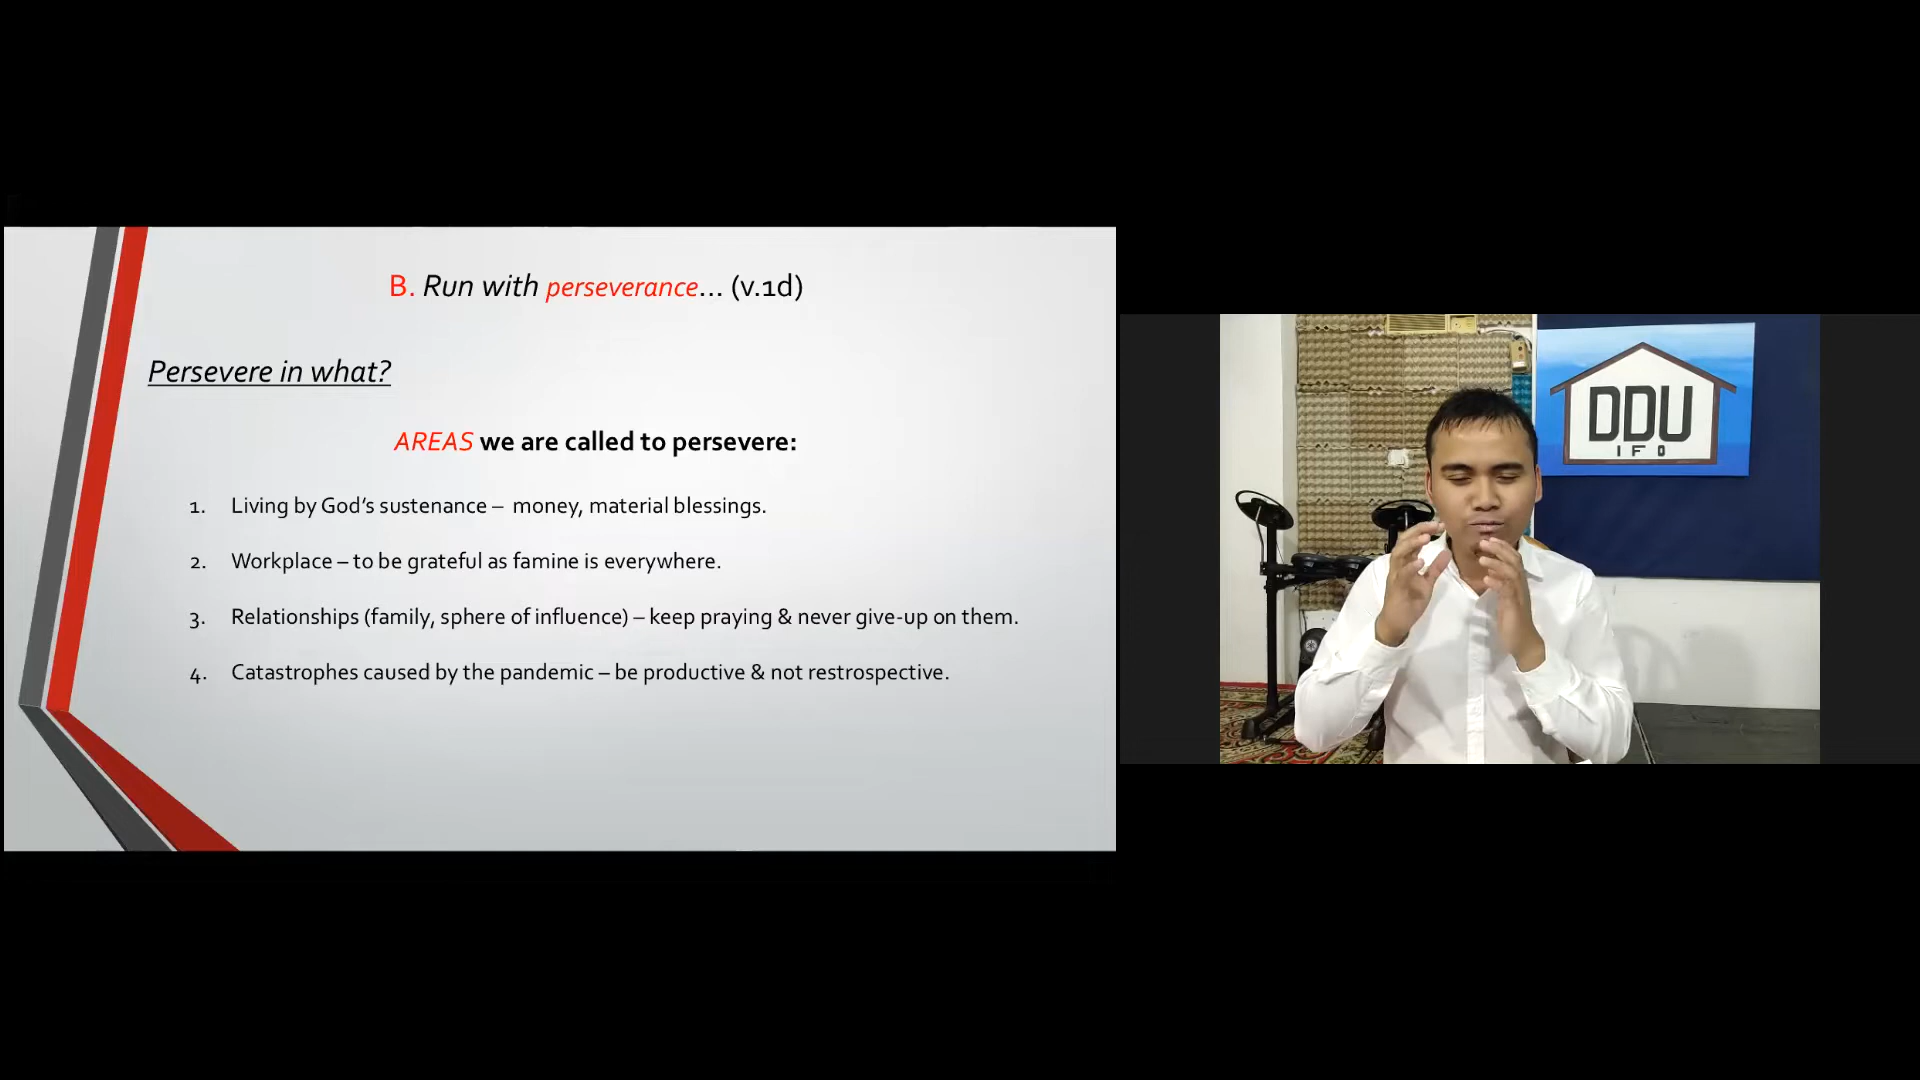 B. Run with perseverance... (v.1d)
Persevere in what?
AREAS we are called to persevere:
1. Living by God's sustenance – money, material blessings.
2. Workplace – to be grateful as famine is everywhere.
3. Relationships (family, sphere of influence) – keep praying & never give-up on them.
4. Catastrophes caused by the pandemic – be productive & not restrospective.
DDU
IFO